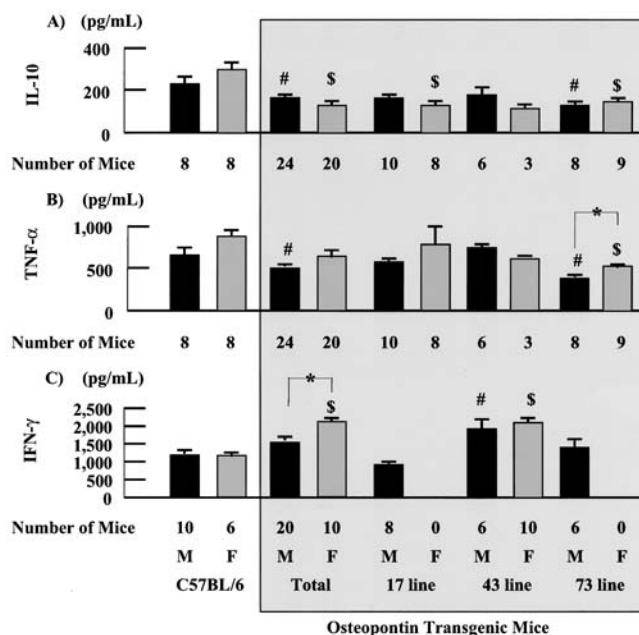 A) (pg/mL)
IL-10
400
200
0
# $ $ # $
Number of Mice 8 8 24 20 10 8 6 3 8 9
B) (pg/mL)
TNF-α
1,000
500
0
*
# # $
Number of Mice 8 8 24 20 10 8 6 3 8 9
C) (pg/mL)
IFN-γ
2,500
2,000
1,500
1,000
500
0
*
$ # $
Number of Mice 10 6 20 10 8 0 6 10 6 0
M F M F M F M F M F
C57BL/6 Total 17 line 43 line 73 line
Osteopontin Transgenic Mice